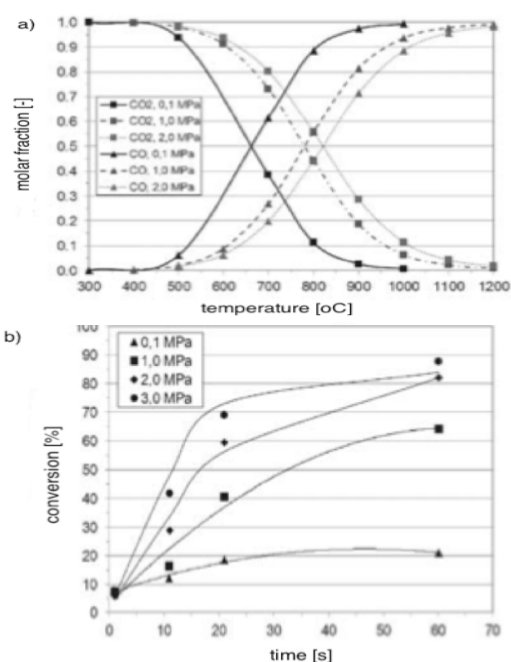 a)
molar fraction [-]
1.0
0.9
0.8
0.7
0.6
0.5
0.4
0.3
0.2
0.1
0.0
CO2, 0,1 MPa
CO2, 1,0 MPa
CO2, 2,0 MPa
CO, 0,1 MPa
CO, 1,0 MPa
CO, 2,0 MPa
300 400 500 600 700 800 900 1000 1100 1200
temperature [oC]
b)
conversion [%]
100
90
80
70
60
50
40
30
20
10
0
0,1 MPa
1,0 MPa
2,0 MPa
3,0 MPa
0 10 20 30 40 50 60 70
time [s]